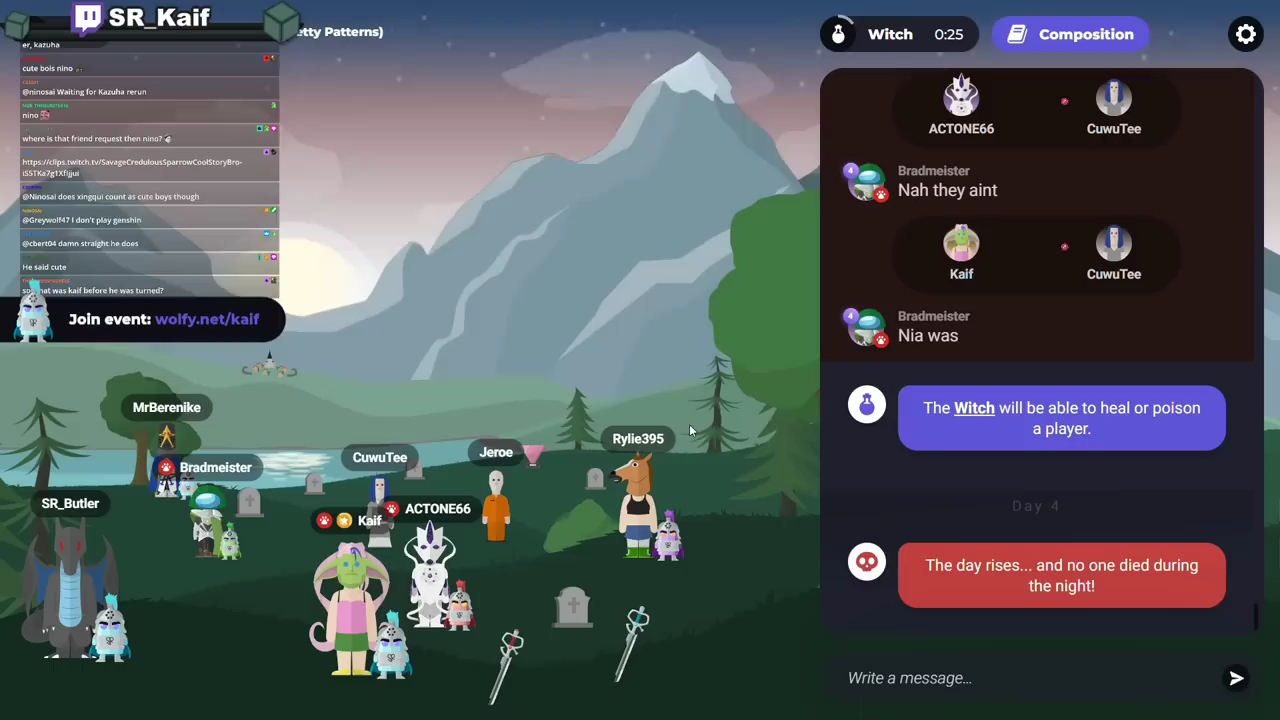 SR_Kaif
etty Patterns)
er, kazuha
cute bois nino
@ninosai Waiting for Kazuha rerun
nino
where is that friend request then nino?
https://clips.twitch.tv/SavageCredulousSparrowCoolStoryBro-
@Ninosai does xingqui count as cute boys though
@Greywolf47 I don't play genshin
@cbert04 damn straight he does
He said cute
was kaif before he was turned?
Join event: wolfy.net/kaif
MrBerenike
Bradmeister
SR_Butler
CuwuTee
Kaif
ACTONE66
Jeroe
Rylie395
Witch 0:25
Composition
ACTONE66 CuwuTee
4 Bradmeister
Nah they aint
Kaif CuwuTee
4 Bradmeister
Nia was
The Witch will be able to heal or poison
a player.
Day 4
The day rises... and no one died during
the night!
Write a message...